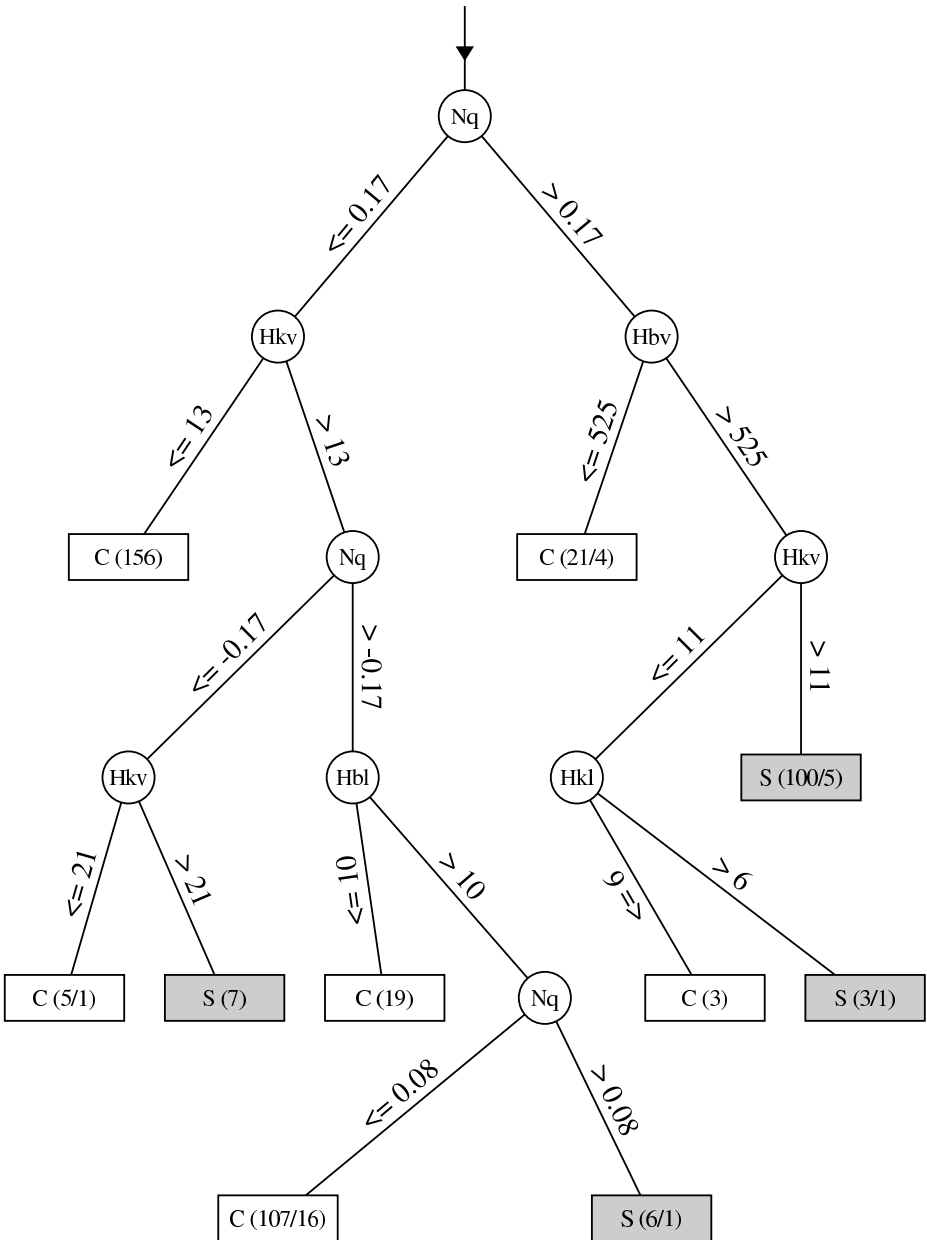 Nq
<= 0.17
> 0.17
Hkv
Hbv
<= 13
> 13
<= 525
> 525
C (156)
Nq
C (21/4)
Hkv
<= -0.17
> -0.17
<= 11
> 11
Hkv
Hbl
Hkl
S (100/5)
<= 21
> 21
<= 10
> 10
<= 6
> 6
C (5/1)
S (7)
C (19)
Nq
C (3)
S (3/1)
<= 0.08
> 0.08
C (107/16)
S (6/1)